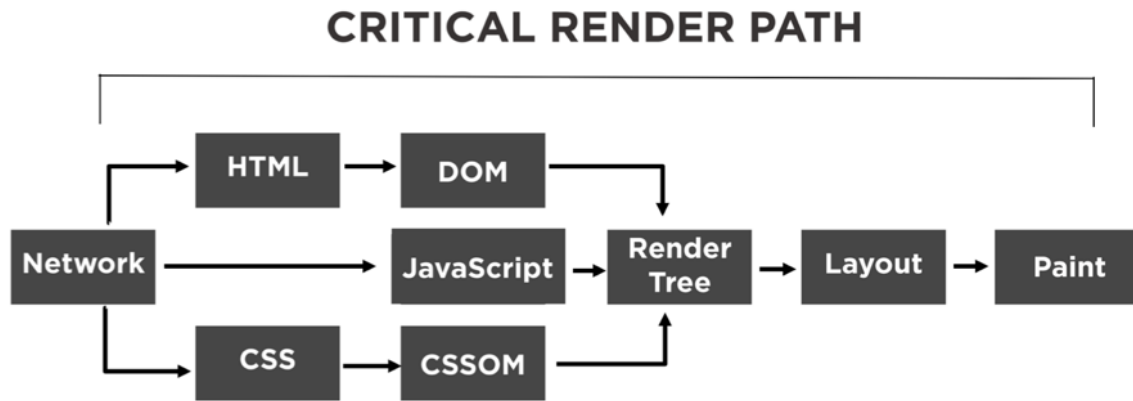 CRITICAL RENDER PATH
HTML
DOM
Network
JavaScript
Render
Tree
Layout
Paint
CSS
CSSOM